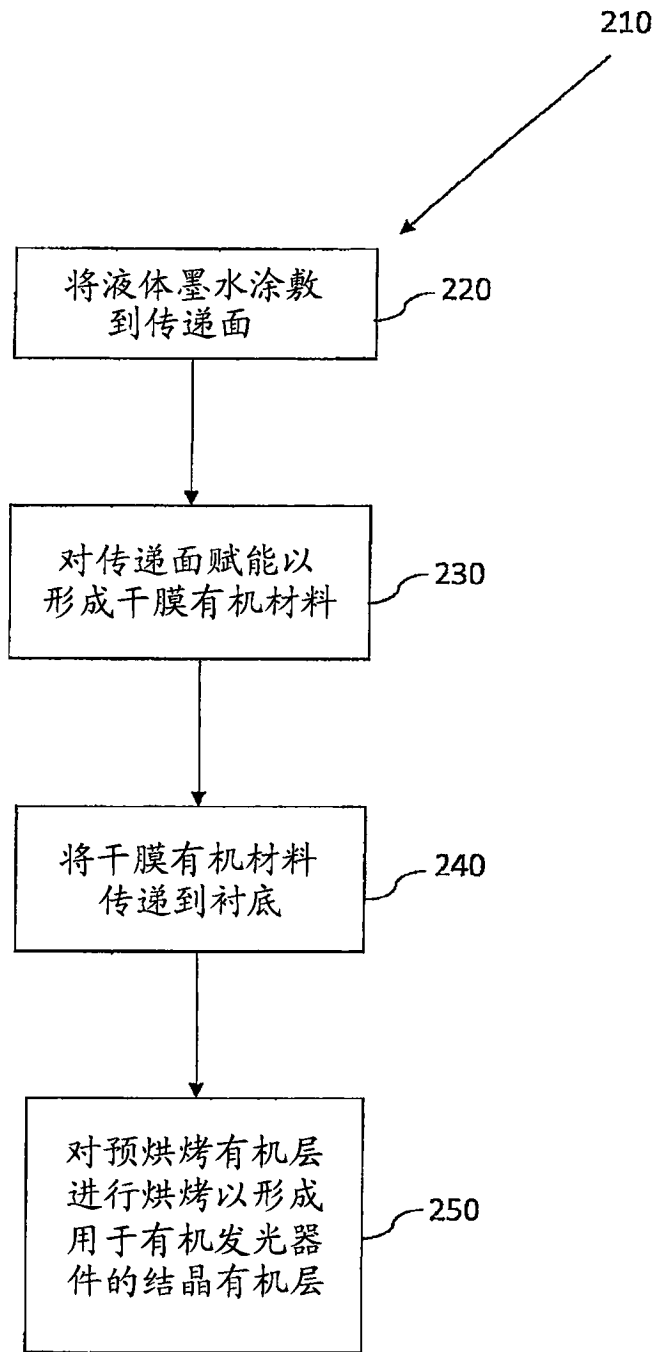 210
将液体墨水涂敷
到传递面
220
对传递面赋能以
形成干膜有机材料
230
将干膜有机材料
传递到衬底
240
对预烘烤有机层
进行烘烤以形成
用于有机发光器
件的结晶有机层
250